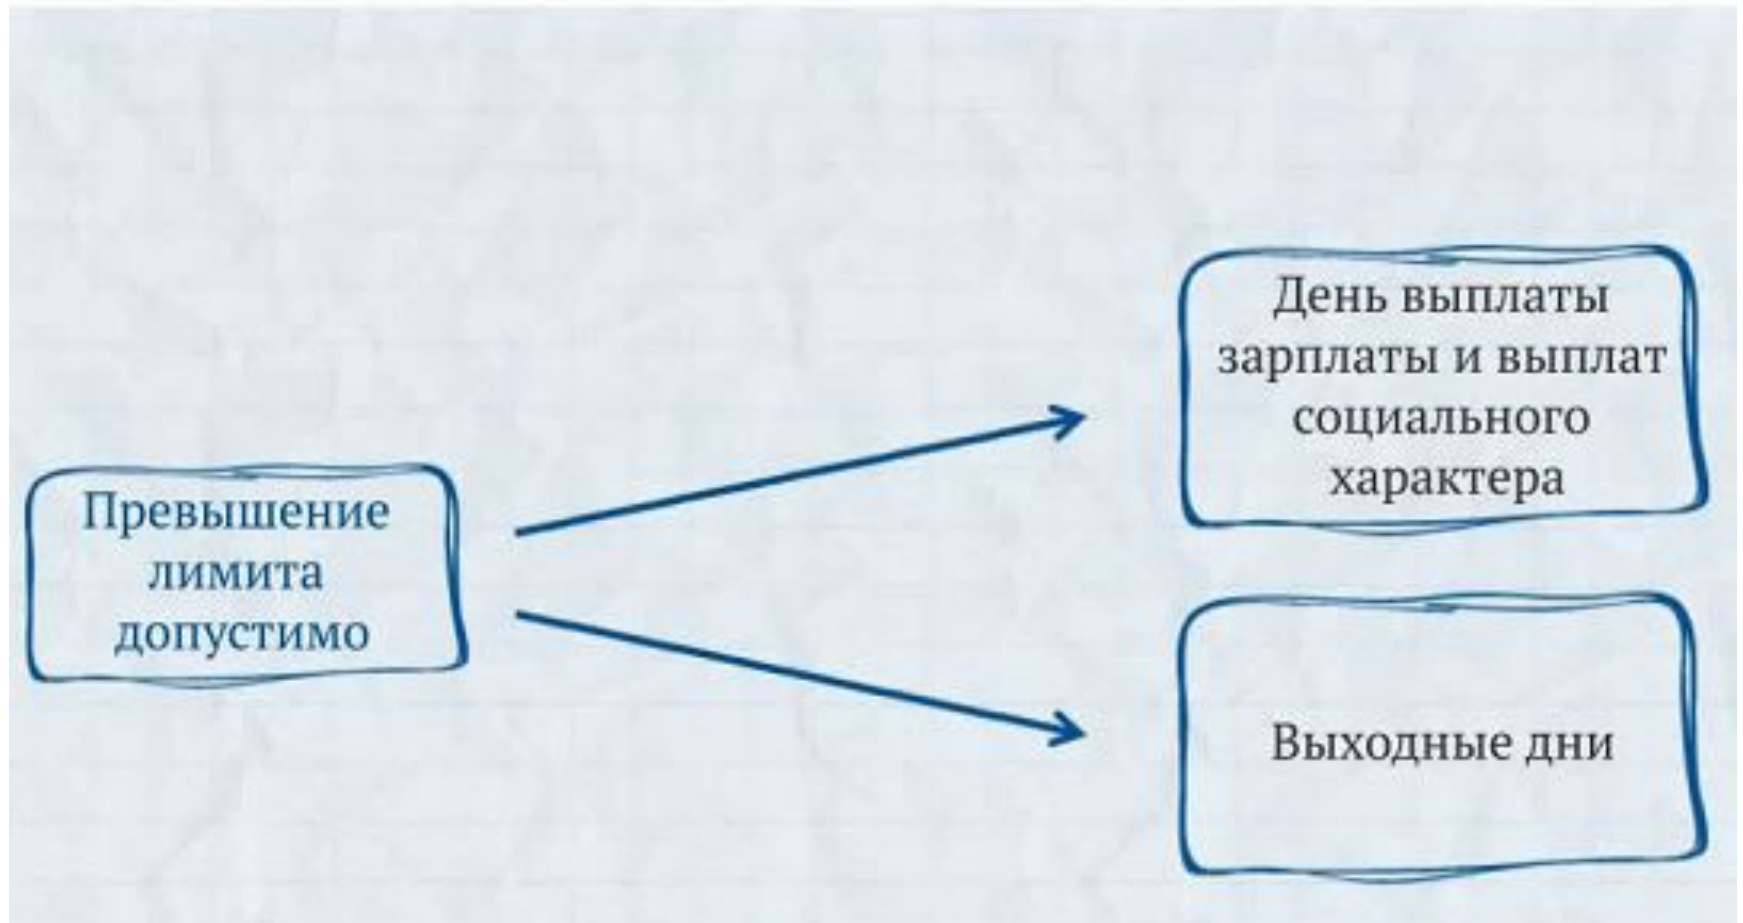 Превышение
лимита
допустимо
День выплаты
зарплаты и выплат
социального
характера
Выходные дни